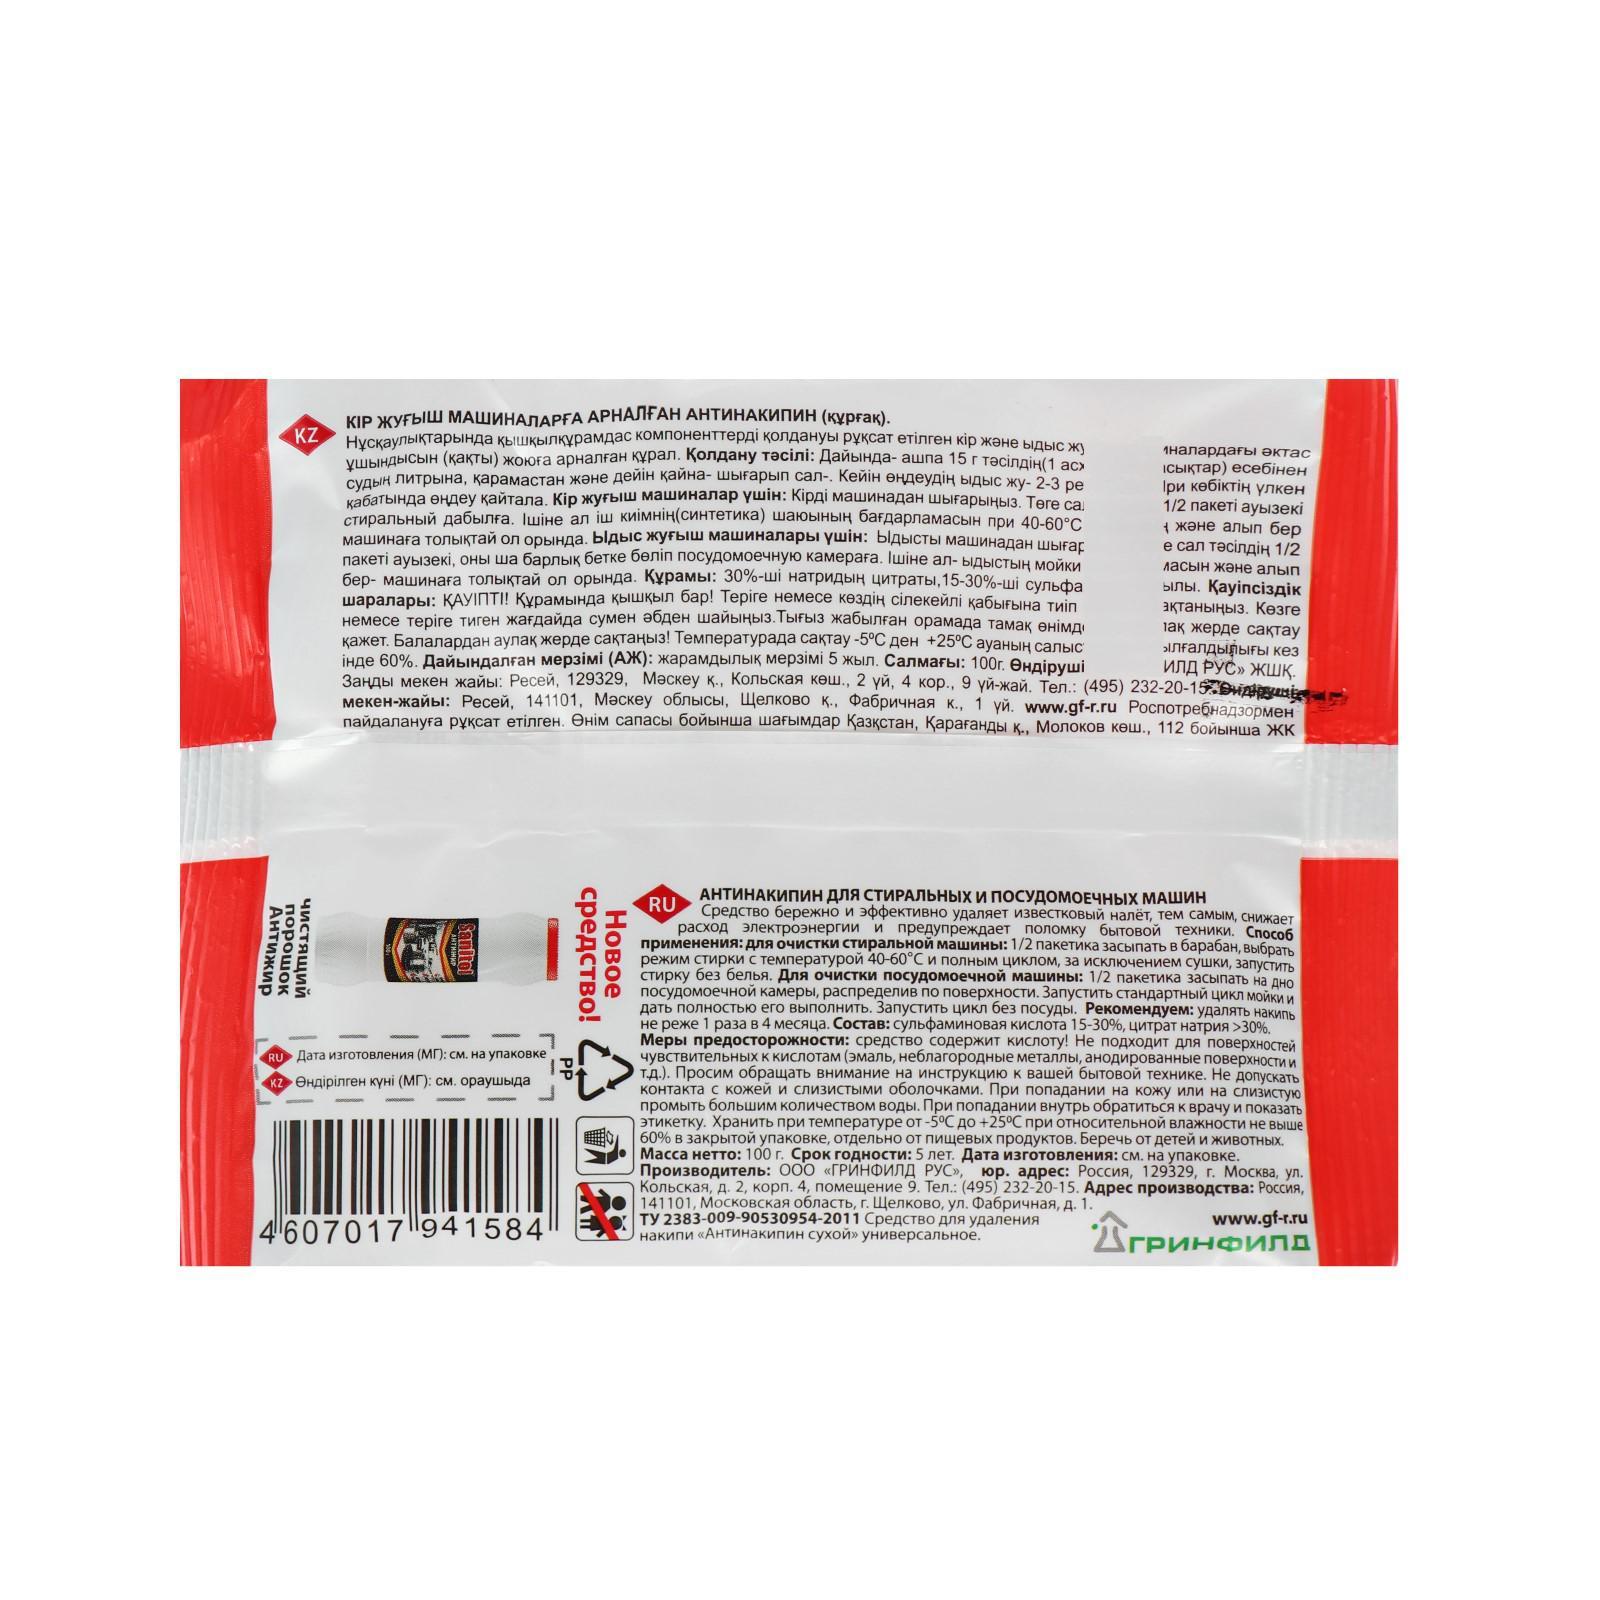 KZ
КІР ЖУҒЫШ МАШИНАЛАРҒА АРНАЛҒАН АНТИНАКИПИН (құрғақ).
Нұсқаулықтарында қышқылқұрамдас компоненттерді қолдануы рұқсат етілген кір және ыдыс жу иналардағы әктас
ұшындысын (қақты) жоюға арналған құрал. Қолдану тәсілі: Дайында- ашпа 15 г тәсілдің(1 асх сықтар) есебінен
судың литрына, қарамастан және дейін қайна- шығарып сал-. Кейін өңдеудің ыдыс жу- 2-3 ре іри көбіктің үлкен
қабатында өңдеу қайтала. Кір жуғыш машиналар үшін: Кірді машинадан шығарыңыз. Төге са 1/2 пакеті ауызекі
стиральный дабылға. Ішіне ал іш киімнің(синтетика) шаюының бағдарламасын при 40-60°С және алып бер
машинаға толықтай ол орында. Ыдыс жуғыш машиналары үшін: Ыдысты машинадан шығар е сал тәсілдің 1/2
пакеті ауызекі, оны ша барлық бетке бөліп посудомоечную камераға. Ішіне ал- ыдыстың мойки масын және алып
бер- машинаға толықтай ол орында. Құрамы: 30%-ші натридың цитраты,15-30%-ші сульфа ылы. Қауіпсіздік
шаралары: ҚАУІПТІ! Құрамында қышқыл бар! Теріге немесе көздің сілекейлі қабығына тиіп ақтаныңыз. Көзге
немесе теріге тиген жағдайда сумен әбден шайыңыз.Тығыз жабылған орамада тамақ өнімд ақ жерде сақтау
қажет. Балалардан аулақ жерде сақтаңыз! Температурада сақтау -5ºС ден +25ºС ауаның салыс ылғалдылығы кез
інде 60%. Дайындалған мерзімі (АЖ): жарамдылық мерзімі 5 жыл. Салмағы: 100г. Өндіруші ИЛД РУС» ЖШҚ.
Заңды мекен жайы: Ресей, 129329, Мәскеу қ., Кольская көш., 2 үй, 4 кор., 9 үй-жай. Тел.: (495) 232-20-15.
мекен-жайы: Ресей, 141101, Мәскеу облысы, Щелково қ., Фабричная к., 1 үй. www.gf-r.ru Роспотребнадзормен
пайдалануға рұқсат етілген. Өнім сапасы бойынша шағымдар Қазқстан, Қарағанды қ., Молоков көш., 112 бойынша ЖК
чистящий
порошок
Антижир
Sanitol
АНТИЖИР
Новое
средство!
RU Дата изготовления (МГ): см. на упаковке
KZ Өндірілген күні (МГ): см. ораушыда
PP
4 607017 941584
RU
АНТИНАКИПИН ДЛЯ СТИРАЛЬНЫХ И ПОСУДОМОЕЧНЫХ МАШИН
Средство бережно и эффективно удаляет известковый налёт, тем самым, снижает
расход электроэнергии и предупреждает поломку бытовой техники. Способ
применения: для очистки стиральной машины: 1/2 пакетика засыпать в барабан, выбрать
режим стирки с температурой 40-60°С и полным циклом, за исключением сушки, запустить
стирку без белья. Для очистки посудомоечной машины: 1/2 пакетика засыпать на дно
посудомоечной камеры, распределив по поверхности. Запустить стандартный цикл мойки и
дать полностью его выполнить. Запустить цикл без посуды. Рекомендуем: удалять накипь
не реже 1 раза в 4 месяца. Состав: сульфаминовая кислота 15-30%, цитрат натрия >30%.
Меры предосторожности: средство содержит кислоту! Не подходит для поверхностей
чувствительных к кислотам (эмаль, неблагородные металлы, анодированные поверхности и
т.д.). Просим обращать внимание на инструкцию к вашей бытовой технике. Не допускать
контакта с кожей и слизистыми оболочками. При попадании на кожу или на слизистую
промыть большим количеством воды. При попадании внутрь обратиться к врачу и показать
этикетку. Хранить при температуре от -5ºС до +25ºС при относительной влажности не выше
60% в закрытой упаковке, отдельно от пищевых продуктов. Беречь от детей и животных.
Масса нетто: 100 г. Срок годности: 5 лет. Дата изготовления: см. на упаковке.
Производитель: ООО «ГРИНФИЛД РУС», юр. адрес: Россия, 129329, г. Москва, ул.
Кольская, д. 2, корп. 4, помещение 9. Тел.: (495) 232-20-15. Адрес производства: Россия,
141101, Московская область, г. Щелково, ул. Фабричная, д. 1.
ТУ 2383-009-90530954-2011 Средство для удаления
накипи «Антинакипин сухой» универсальное.
www.gf-r.ru
ГРИНФИЛД